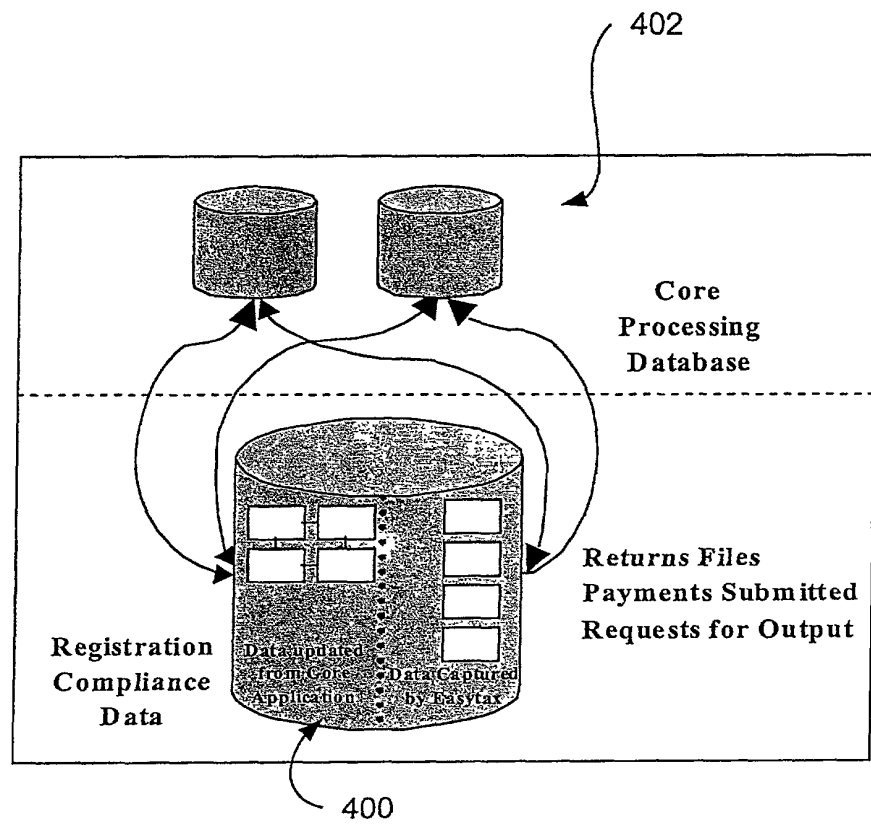 402
Core
Processing
Database
Returns Files
Payments Submitted
Requests for Output
Registration
Compliance
Data
Data updated
from Core
Application
Data Captured
by Easytax
400